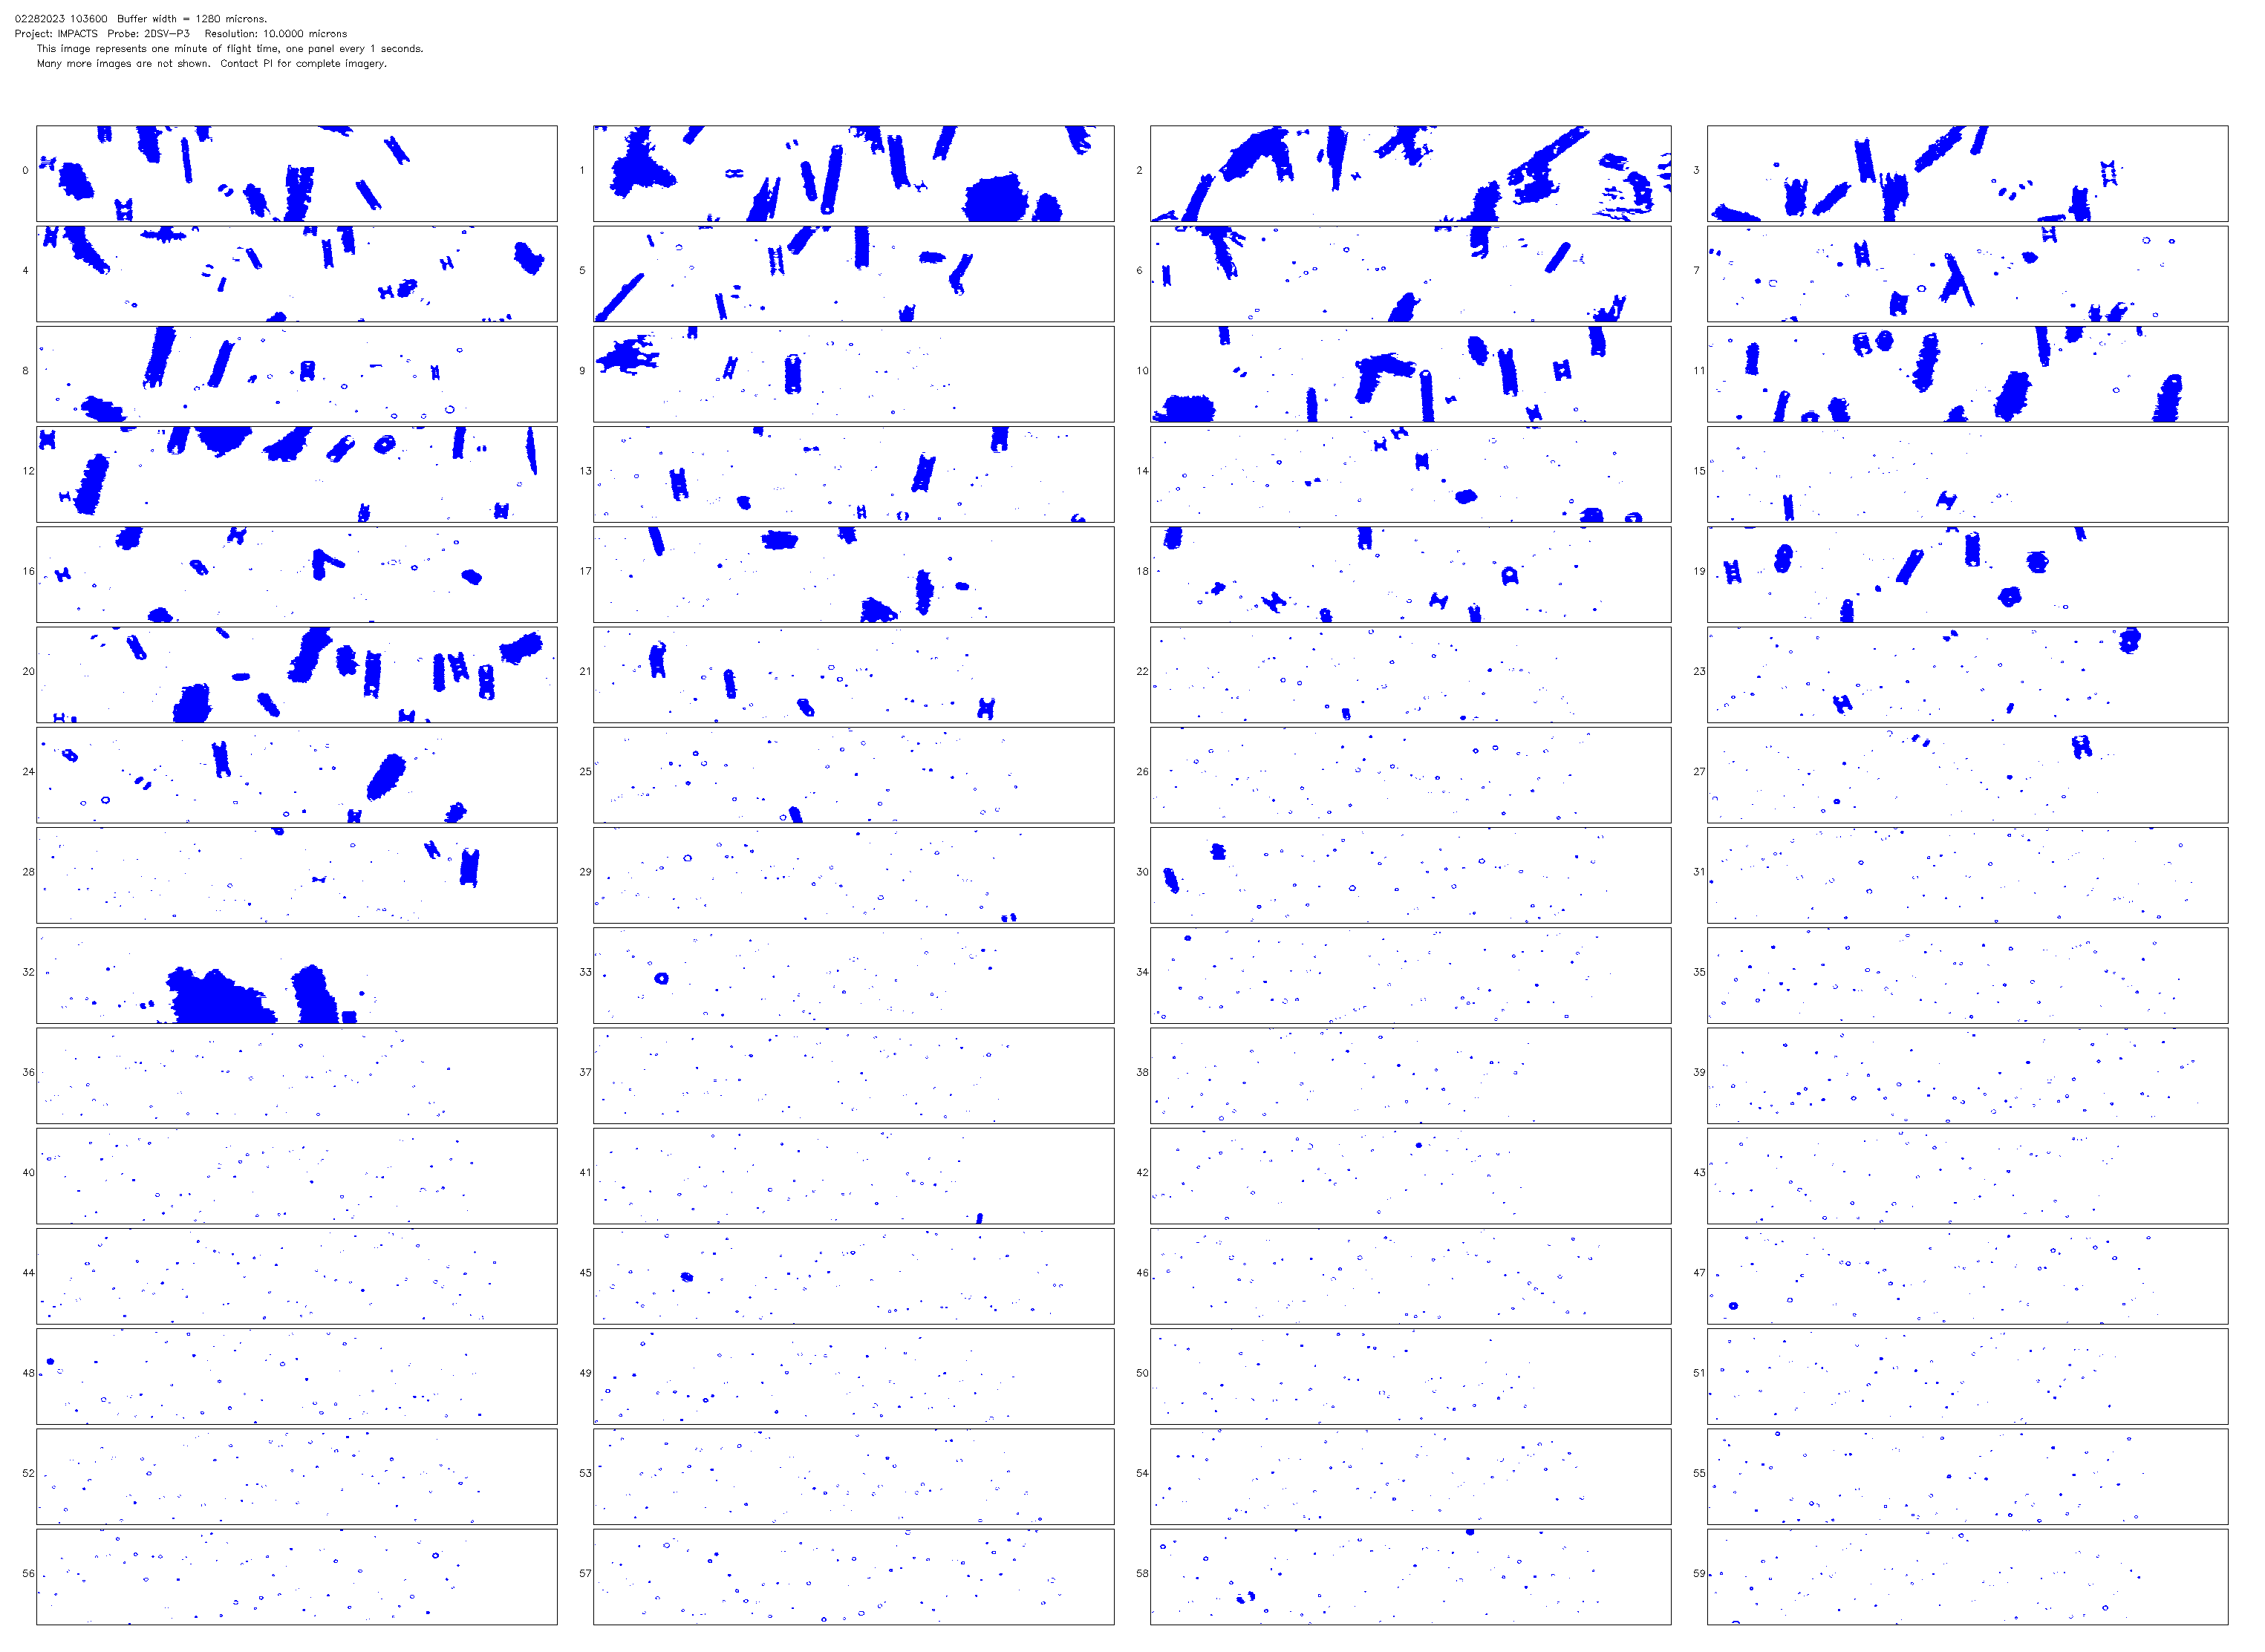 02282023 103600  Buffer width = 1280 microns.
Project: IMPACTS  Probe: 2DSV-P3   Resolution: 10.0000 microns
This image represents one minute of flight time, one panel every 1 seconds.
Many more images are not shown.  Contact PI for complete imagery.
0 1 2 3
4 5 6 7
8 9 10 11
12 13 14 15
16 17 18 19
20 21 22 23
24 25 26 27
28 29 30 31
32 33 34 35
36 37 38 39
40 41 42 43
44 45 46 47
48 49 50 51
52 53 54 55
56 57 58 59